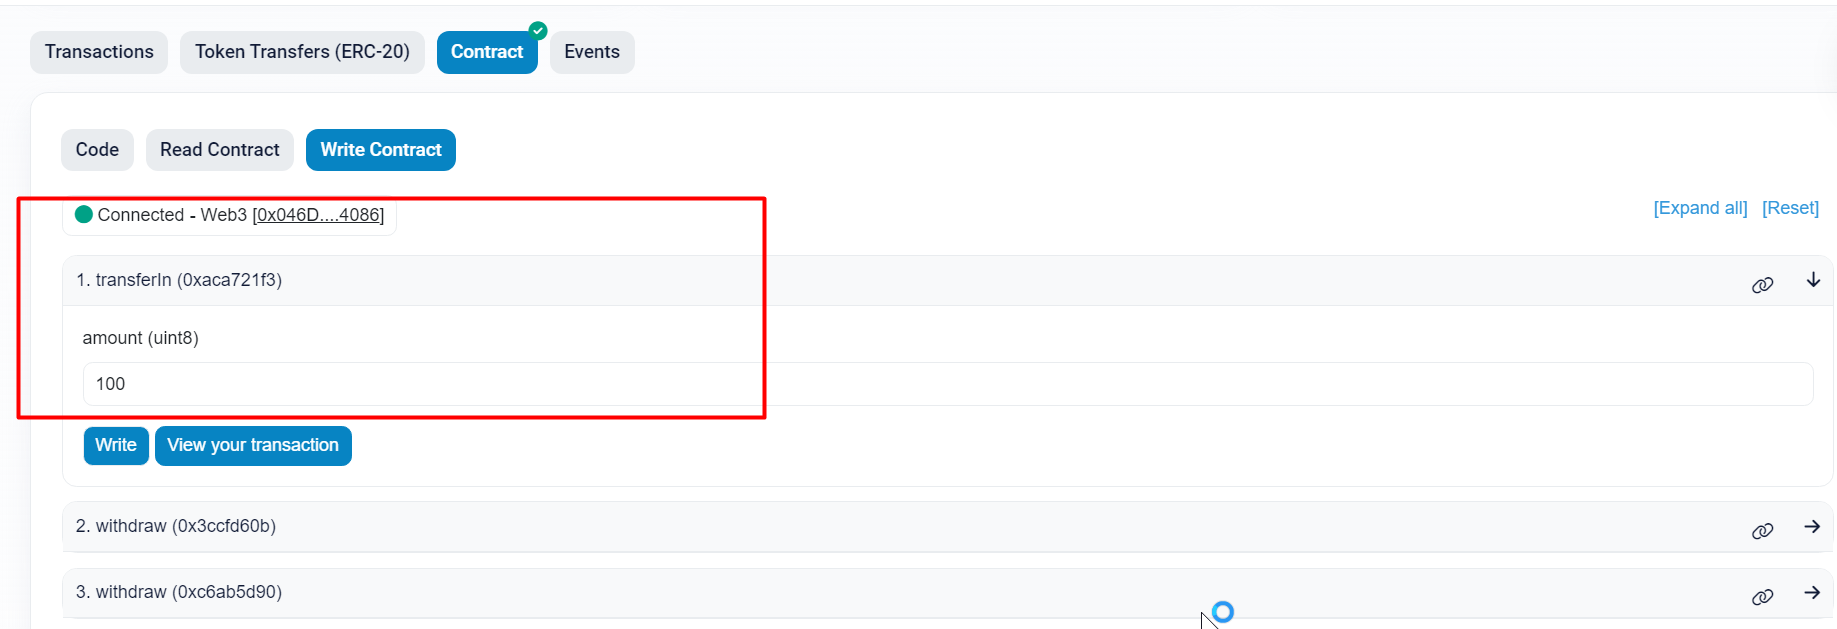 Transactions Token Transfers (ERC-20) Contract Events
Code Read Contract Write Contract
Connected - Web3 [0x046D....4086] [Expand all] [Reset]
1. transferIn (0xaca721f3)
amount (uint8)
100
Write View your transaction
2. withdraw (0x3ccfd60b)
3. withdraw (0xc6ab5d90)